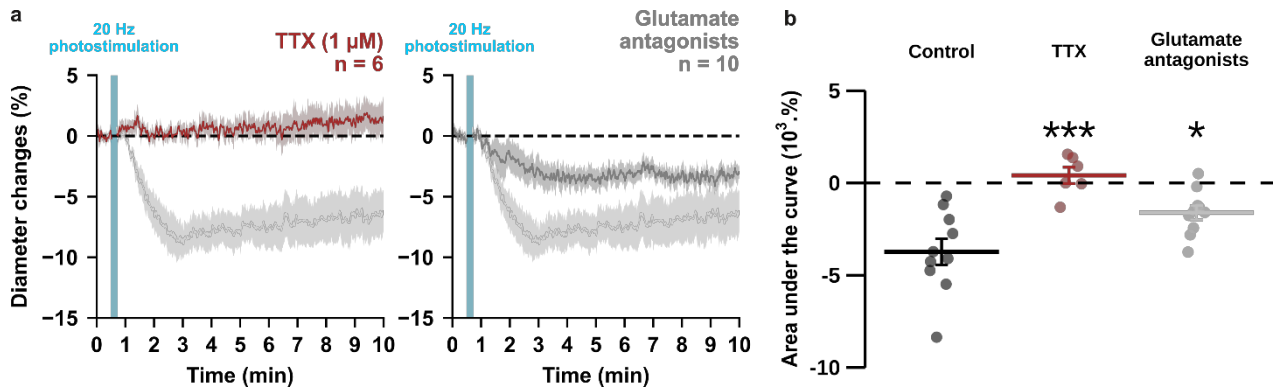 a
20 Hz
photostimulation
TTX (1 µM)
n = 6
Diameter changes (%)
5
0
−5
−10
−15
0 1 2 3 4 5 6 7 8 9 10
Time (min)
20 Hz
photostimulation
Glutamate
antagonists
n = 10
5
0
−5
−10
−15
0 1 2 3 4 5 6 7 8 9 10
Time (min)
b
Control
TTX
Glutamate
antagonists
Area under the curve (10³.%)
5
0
-5
-10
***
*